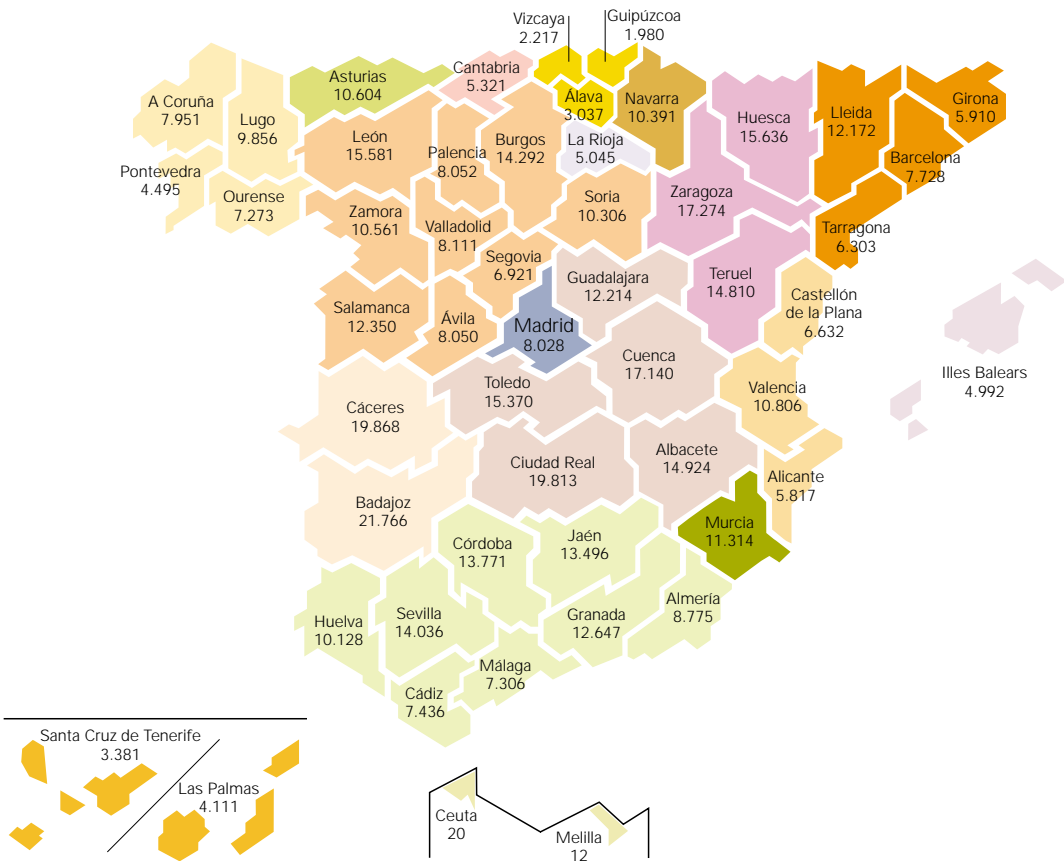 Vizcaya
2.217
Guipúzcoa
1.980
Asturias
10.604
Cantabria
5.321
A Coruña
7.951
Lugo
9.856
Álava
3.037
Navarra
10.391
Huesca
15.636
Lleida
12.172
Girona
5.910
León
15.581
Palencia
8.052
Burgos
14.292
La Rioja
5.045
Barcelona
7.728
Pontevedra
4.495
Ourense
7.273
Zamora
10.561
Valladolid
8.111
Soria
10.306
Zaragoza
17.274
Tarragona
6.303
Segovia
6.921
Guadalajara
12.214
Teruel
14.810
Castellón
de la Plana
6.632
Salamanca
12.350
Ávila
8.050
Madrid
8.028
Cuenca
17.140
Illes Balears
4.992
Toledo
15.370
Valencia
10.806
Cáceres
19.868
Ciudad Real
19.813
Albacete
14.924
Alicante
5.817
Badajoz
21.766
Murcia
11.314
Córdoba
13.771
Jaén
13.496
Huelva
10.128
Sevilla
14.036
Granada
12.647
Almería
8.775
Málaga
7.306
Cádiz
7.436
Santa Cruz de Tenerife
3.381
Las Palmas
4.111
Ceuta
20
Melilla
12